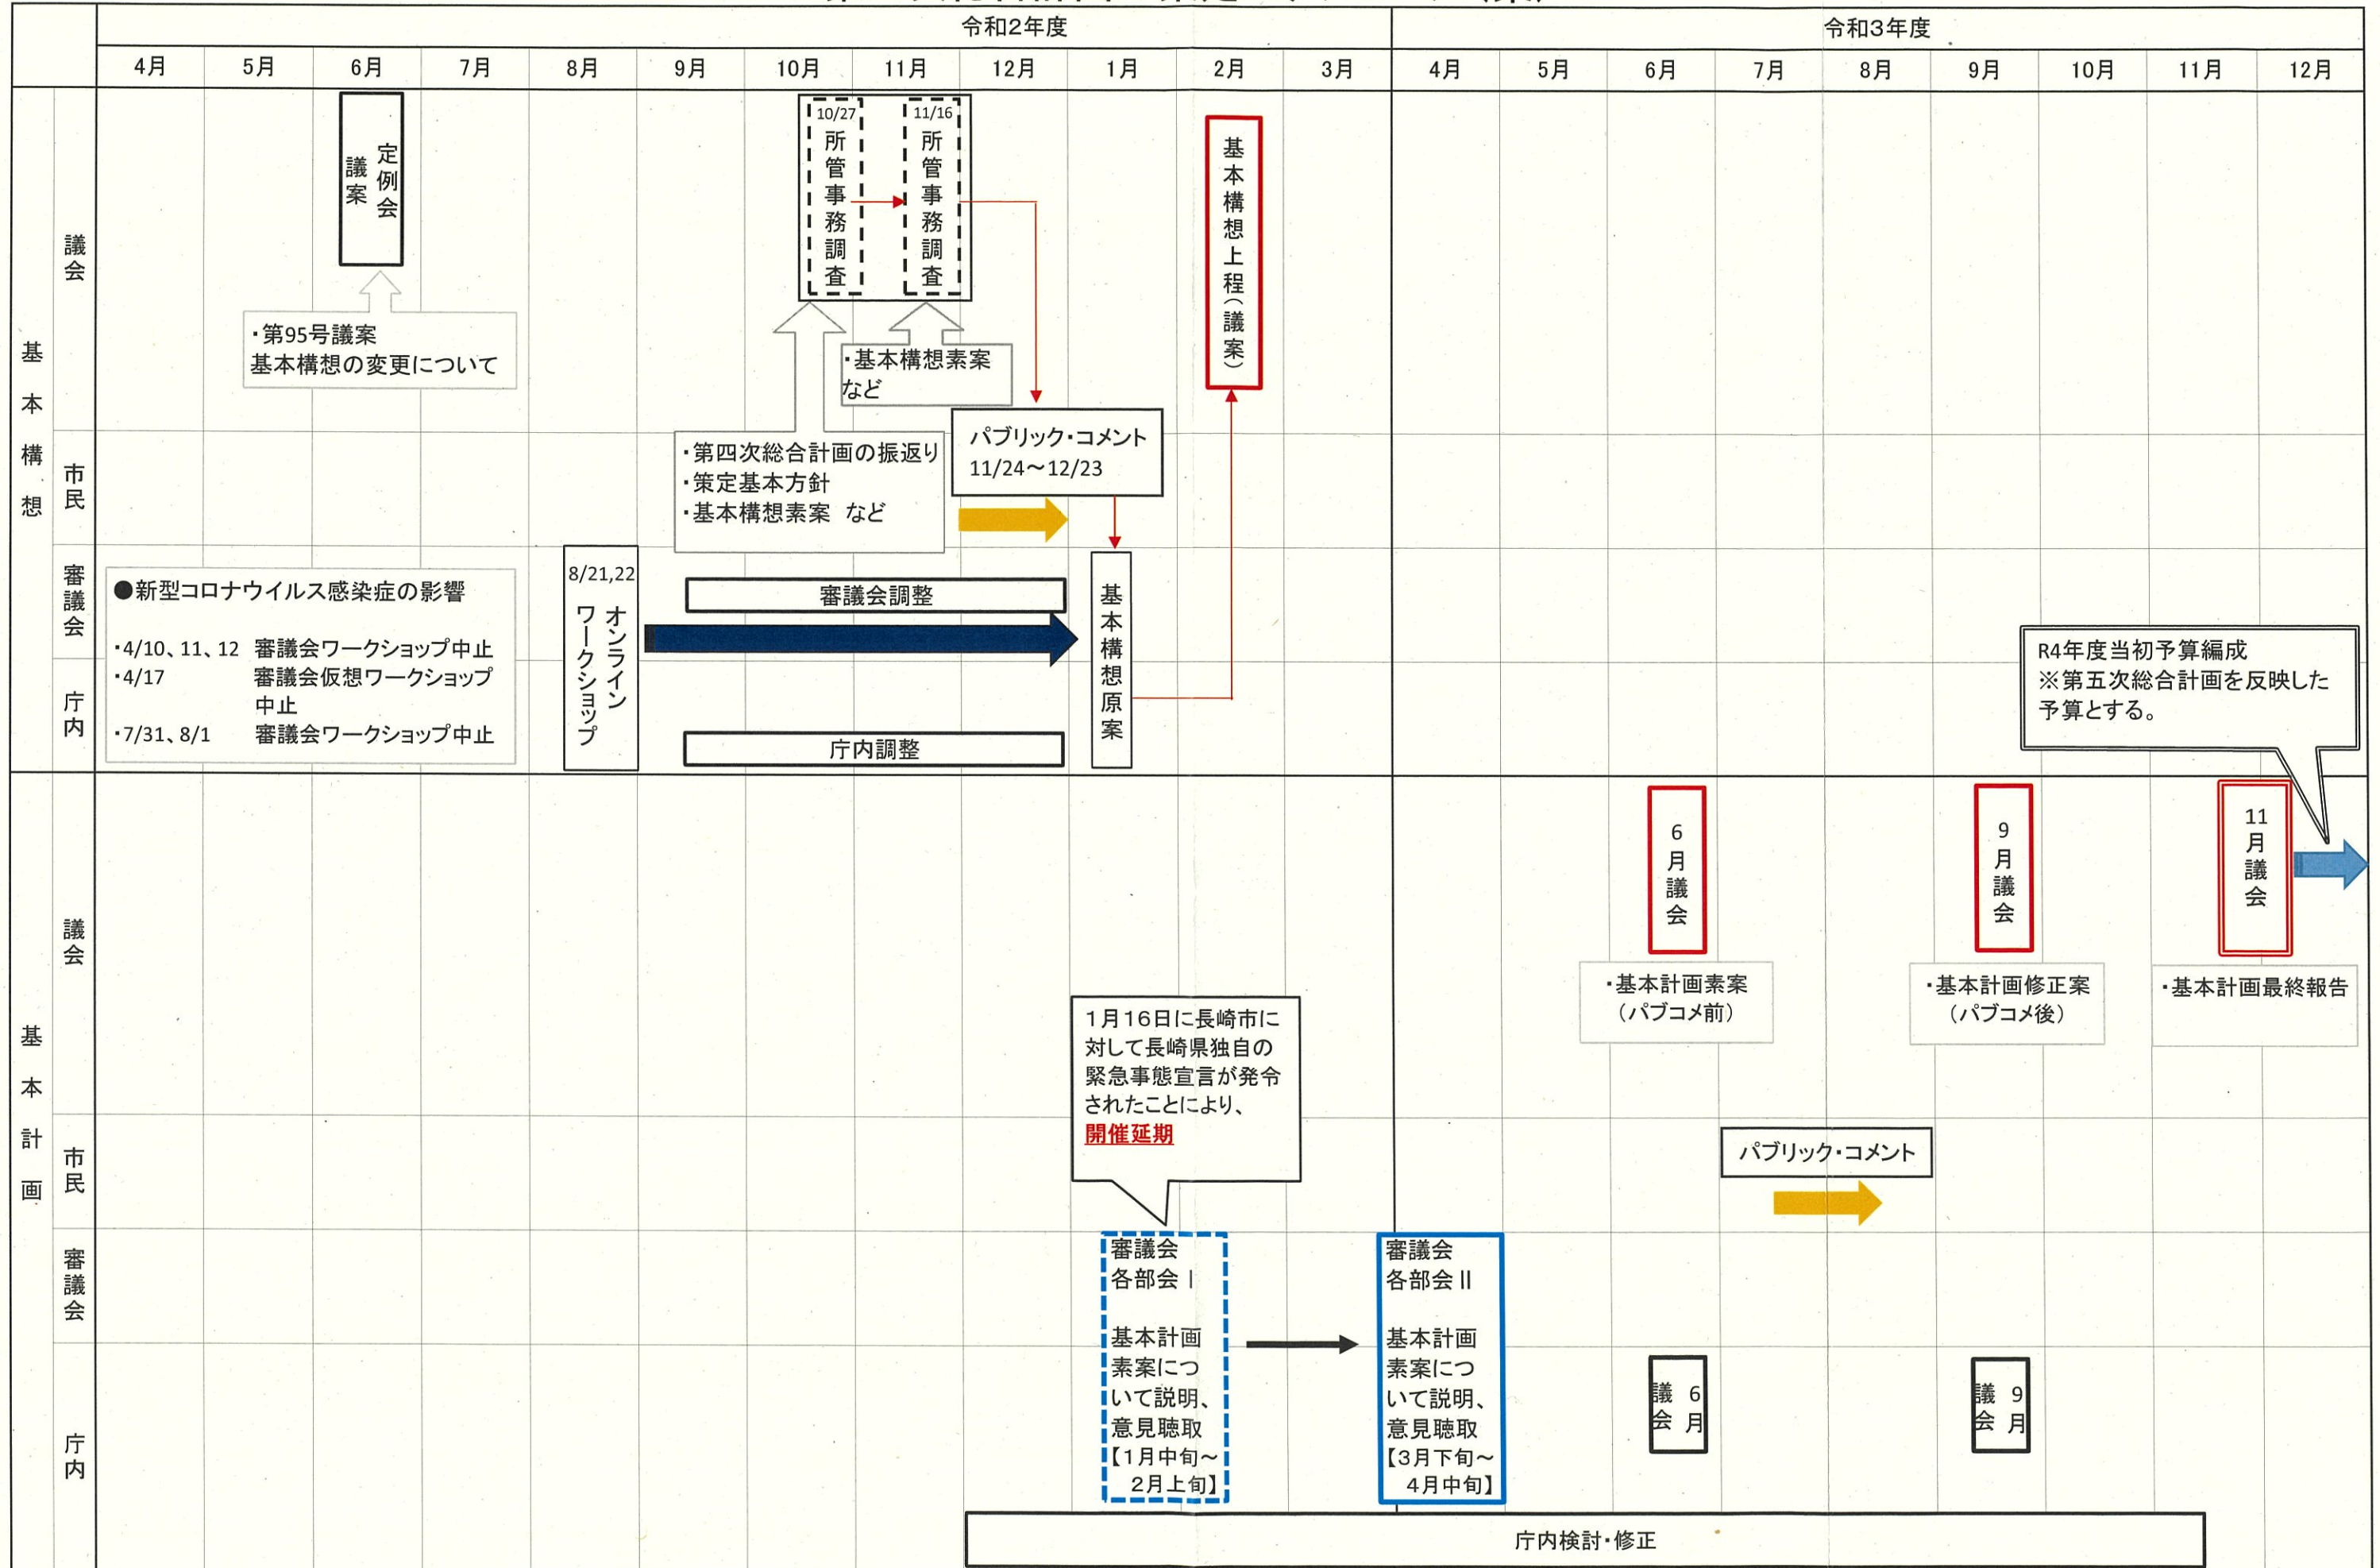 令和2年度
令和3年度
4月 5月 6月 7月 8月 9月 10月 11月 12月 1月 2月 3月 4月 5月 6月 7月 8月 9月 10月 11月 12月
基本構想
議会
定例会
議案
・第95号議案
基本構想の変更について
10/27
所管事務調査
11/16
所管事務調査
・基本構想素案
など
基本構想上程(議案)
市民
・第四次総合計画の振返り
・策定基本方針
・基本構想素案 など
パブリック・コメント
11/24～12/23
審議会
庁内
●新型コロナウイルス感染症の影響
・4/10、11、12 審議会ワークショップ中止
・4/17 審議会仮想ワークショップ
中止
・7/31、8/1 審議会ワークショップ中止
8/21,22
オンライン
ワークショップ
審議会調整
庁内調整
基本構想原案
R4年度当初予算編成
※第五次総合計画を反映した
予算とする。
基本計画
議会
6月議会
・基本計画素案
(パブコメ前)
9月議会
・基本計画修正案
(パブコメ後)
11月議会
・基本計画最終報告
1月16日に長崎市に
対して長崎県独自の
緊急事態宣言が発令
されたことにより、
開催延期
市民
パブリック・コメント
審議会
審議会
各部会Ⅰ
基本計画
素案につ
いて説明、
意見聴取
【1月中旬～
2月上旬】
審議会
各部会Ⅱ
基本計画
素案につ
いて説明、
意見聴取
【3月下旬～
4月中旬】
庁内
6月
議会
9月
議会
庁内検討・修正